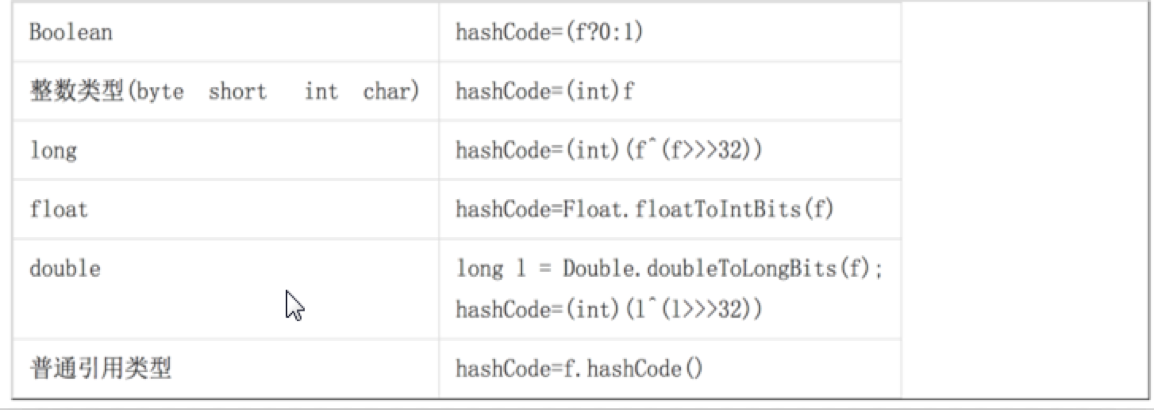 Boolean hashCode=(f?0:1)
整数类型(byte short int char) hashCode=(int)f
long hashCode=(int)(f^(f>>>32))
float hashCode=Float.floatToIntBits(f)
double long l = Double.doubleToLongBits(f);
hashCode=(int)(l^(l>>>32))
普通引用类型 hashCode=f.hashCode()